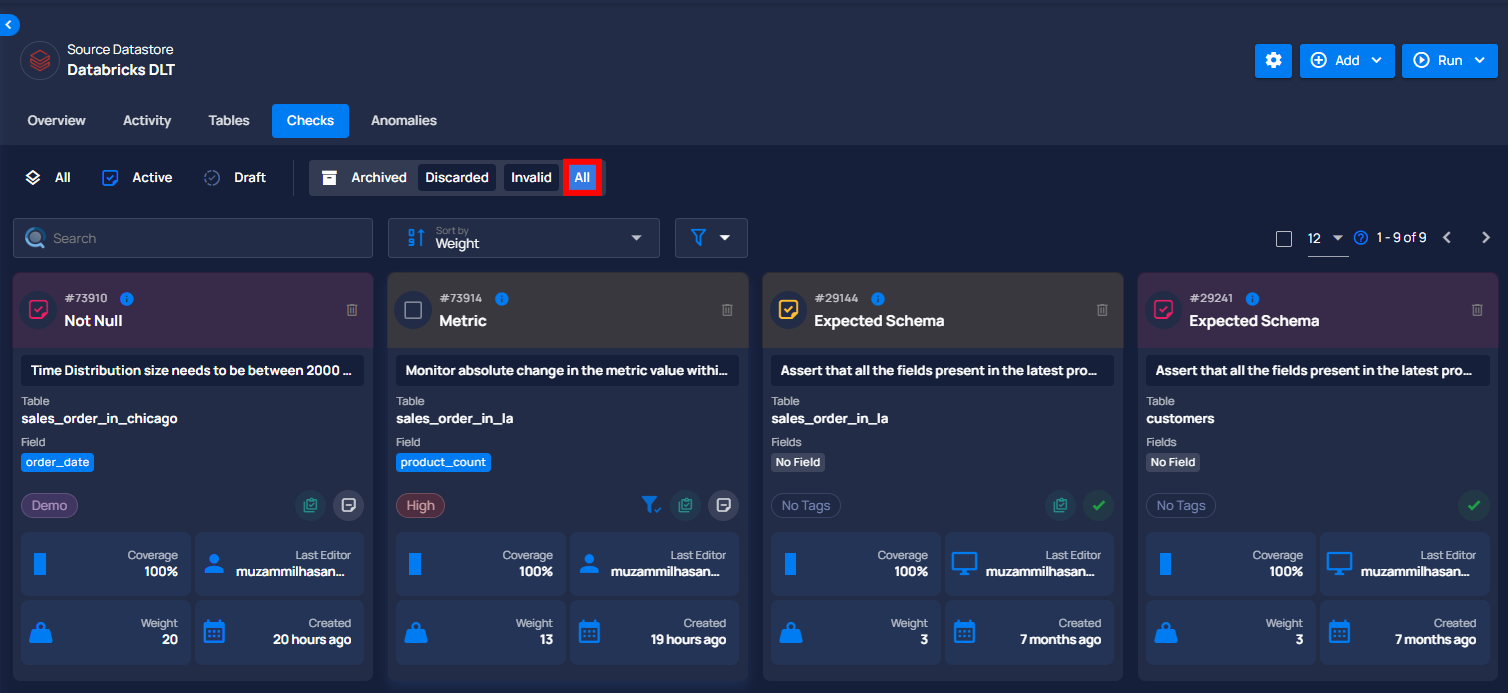 Source Datastore
Databricks DLT
Add
Run
Overview Activity Tables Checks Anomalies
All Active Draft Archived Discarded Invalid All
Search
Sort by
Weight
12 1 - 9 of 9
#73910
Not Null
Time Distribution size needs to be between 2000 ...
Table
sales_order_in_chicago
Field
order_date
Demo
Coverage
100%
Last Editor
muzammilhasan...
Weight
20
Created
20 hours ago
#73914
Metric
Monitor absolute change in the metric value withi...
Table
sales_order_in_la
Field
product_count
High
Coverage
100%
Last Editor
muzammilhasan...
Weight
13
Created
19 hours ago
#29144
Expected Schema
Assert that all the fields present in the latest pro...
Table
sales_order_in_la
Fields
No Field
No Tags
Coverage
100%
Last Editor
muzammilhasan...
Weight
3
Created
7 months ago
#29241
Expected Schema
Assert that all the fields present in the latest pro...
Table
customers
Fields
No Field
No Tags
Coverage
100%
Last Editor
muzammilhasan...
Weight
3
Created
7 months ago